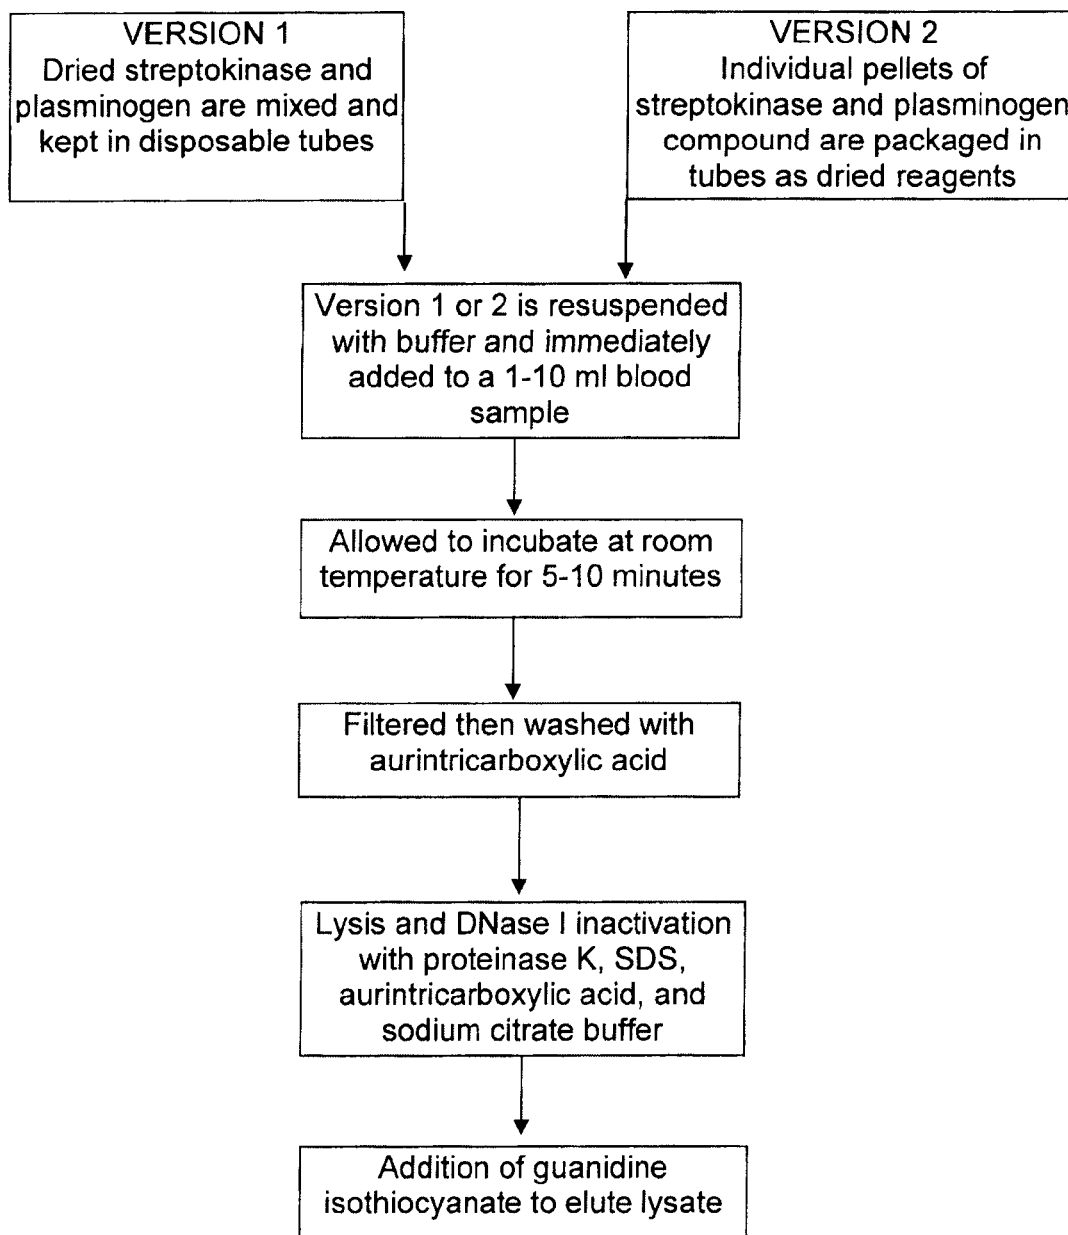 VERSION 1
Dried streptokinase and
plasminogen are mixed and
kept in disposable tubes
VERSION 2
Individual pellets of
streptokinase and plasminogen
compound are packaged in
tubes as dried reagents
Version 1 or 2 is resuspended
with buffer and immediately
added to a 1-10 ml blood
sample
Allowed to incubate at room
temperature for 5-10 minutes
Filtered then washed with
aurintricarboxylic acid
Lysis and DNase I inactivation
with proteinase K, SDS,
aurintricarboxylic acid, and
sodium citrate buffer
Addition of guanidine
isothiocyanate to elute lysate